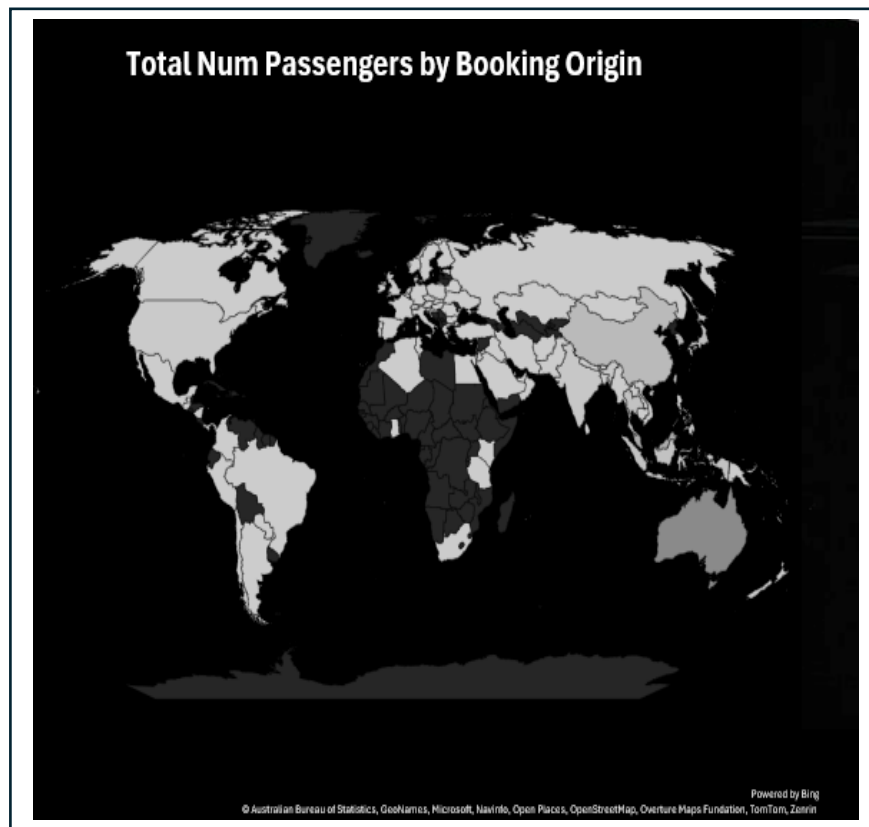 Total Num Passengers by Booking Origin
Powered by Bing
© Australian Bureau of Statistics, GeoNames, Microsoft, Navinfo, Open Places, OpenStreetMap, Overture Maps Fundation, TomTom, Zenrin